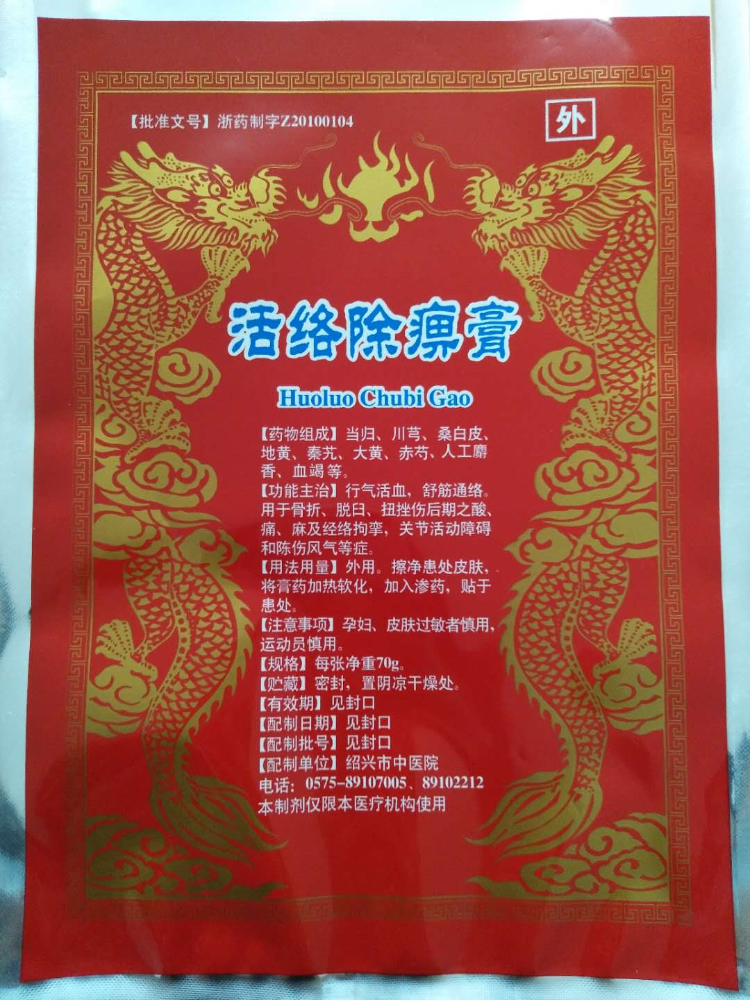 【批准文号】浙药制字Z20100104
外
活络除痹膏
Huoluo Chubi Gao
【药物组成】当归、川芎、桑白皮、
地黄、秦艽、大黄、赤芍、人工麝
香、血竭等。
【功能主治】行气活血，舒筋通络。
用于骨折、脱臼、扭挫伤后期之酸、
痛、麻及经络拘挛，关节活动障碍
和陈伤风气等症。
【用法用量】外用。擦净患处皮肤，
将膏药加热软化，加入渗药，贴于
患处。
【注意事项】孕妇、皮肤过敏者慎用，
运动员慎用。
【规格】每张净重70g。
【贮藏】密封，置阴凉干燥处。
【有效期】见封口
【配制日期】见封口
【配制批号】见封口
【配制单位】绍兴市中医院
电话：0575-89107005、89102212
本制剂仅限本医疗机构使用